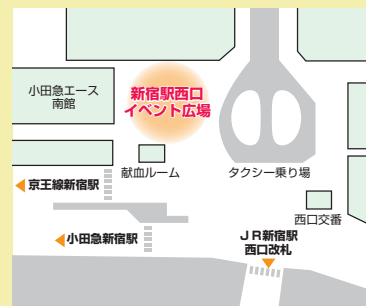 小田急エース
南館
新宿駅西口
イベント広場
献血ルーム
タクシー乗り場
京王線新宿駅
西口交番
小田急新宿駅
JR新宿駅
西口改札